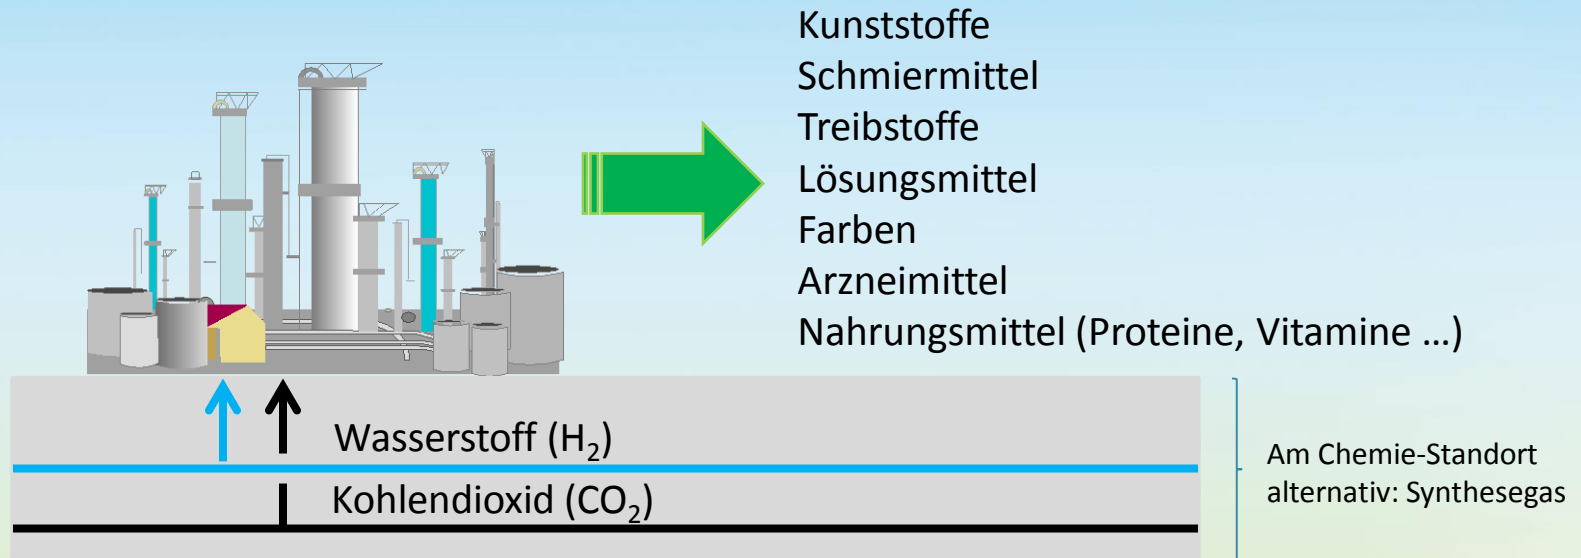 Kunststoffe
Schmiermittel
Treibstoffe
Lösungsmittel
Farben
Arzneimittel
Nahrungsmittel (Proteine, Vitamine ...)
Wasserstoff (H₂)
Kohlendioxid (CO₂)
Am Chemie-Standort
alternativ: Synthesegas